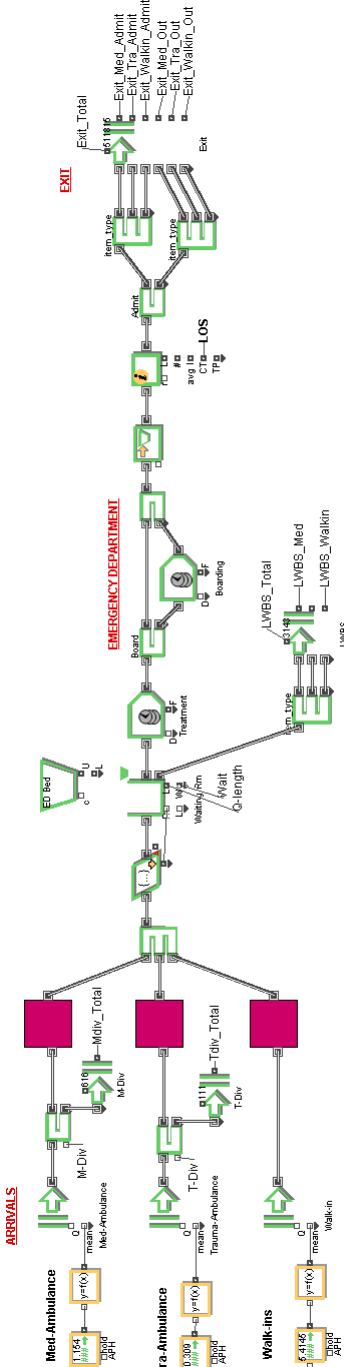 ARRIVALS
Med-Ambulance
1.154
hold
APH
y=f(x)
Q
mean
Med-Ambulance
M-Div
616
M-Div
Mdiv_Total
ra-Ambulance
0.309
hold
APH
y=f(x)
Q
mean
Trauma-Ambulance
T-Div
111
T-Div
Tdiv_Total
Walk-ins
5.4145
hold
APH
y=f(x)
Q
mean
Walk-in
{...}
ED Bed
c
U
L
L
W
Waiting Rm
Wait
Q-length
EMERGENCY DEPARTMENT
D
F
Treatment
Board
D
F
Boarding
item_type
3143
LWBS
LWBS_Total
LWBS_Med
LWBS_Walkin
i
r
L
#
avg l
CT
TP
LOS
Admit
item_type
item_type
EXIT
Exit_Total
511815
Exit
Exit_Med_Admit
Exit_Tra_Admit
Exit_Walkin_Admit
Exit_Med_Out
Exit_Tra_Out
Exit_Walkin_Out